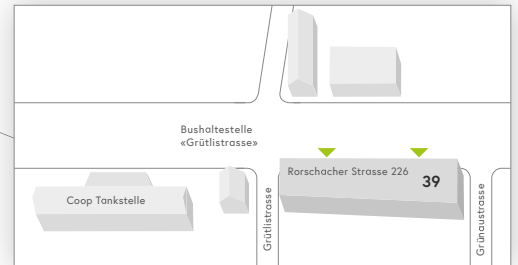 Bushaltestelle
«Grütlistrasse»
Rorschacher Strasse 226
39
Coop Tankstelle
Grütlistrasse
Grünaustrasse